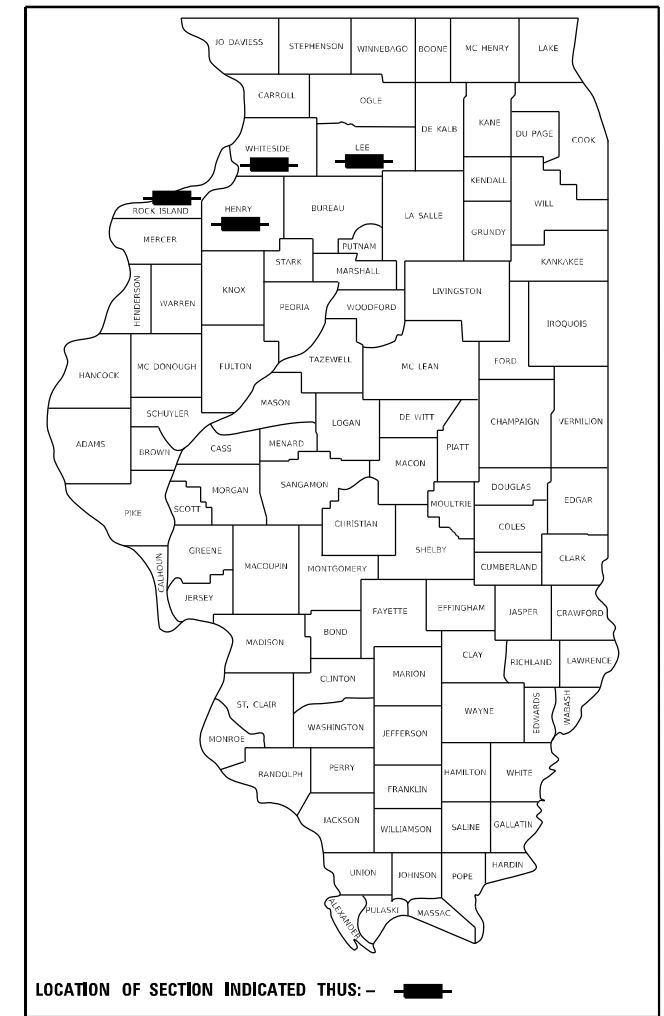 JO DAVIESS
STEPHENSON
WINNEBAGO
BOONE
MC HENRY
LAKE
CARROLL
OGLE
DE KALB
KANE
DU PAGE
COOK
WHITESIDE
LEE
KENDALL
WILL
ROCK ISLAND
HENRY
BUREAU
LA SALLE
GRUNDY
MERCER
PUTNAM
STARK
MARSHALL
KANKAKEE
HENDERSON
WARREN
KNOX
PEORIA
WOODFORD
LIVINGSTON
IROQUOIS
HANCOCK
MC DONOUGH
FULTON
TAZEWELL
MC LEAN
FORD
MASON
SCHUYLER
LOGAN
DE WITT
CHAMPAIGN
VERMILION
ADAMS
BROWN
CASS
MENARD
PIATT
MACON
MORGAN
SANGAMON
DOUGLAS
EDGAR
PIKE
SCOTT
MOULTRIE
CHRISTIAN
COLES
GREENE
SHELBY
CALHOUN
MACOUPIN
MONTGOMERY
CUMBERLAND
CLARK
JERSEY
FAYETTE
EFFINGHAM
JASPER
CRAWFORD
MADISON
BOND
CLAY
RICHLAND
LAWRENCE
CLINTON
MARION
ST. CLAIR
WAYNE
EDWARDS
WABASH
WASHINGTON
JEFFERSON
MONROE
RANDOLPH
PERRY
HAMILTON
WHITE
FRANKLIN
JACKSON
WILLIAMSON
SALINE
GALLATIN
UNION
JOHNSON
POPE
HARDIN
ALEXANDER
PULASKI
MASSAC
LOCATION OF SECTION INDICATED THUS: –